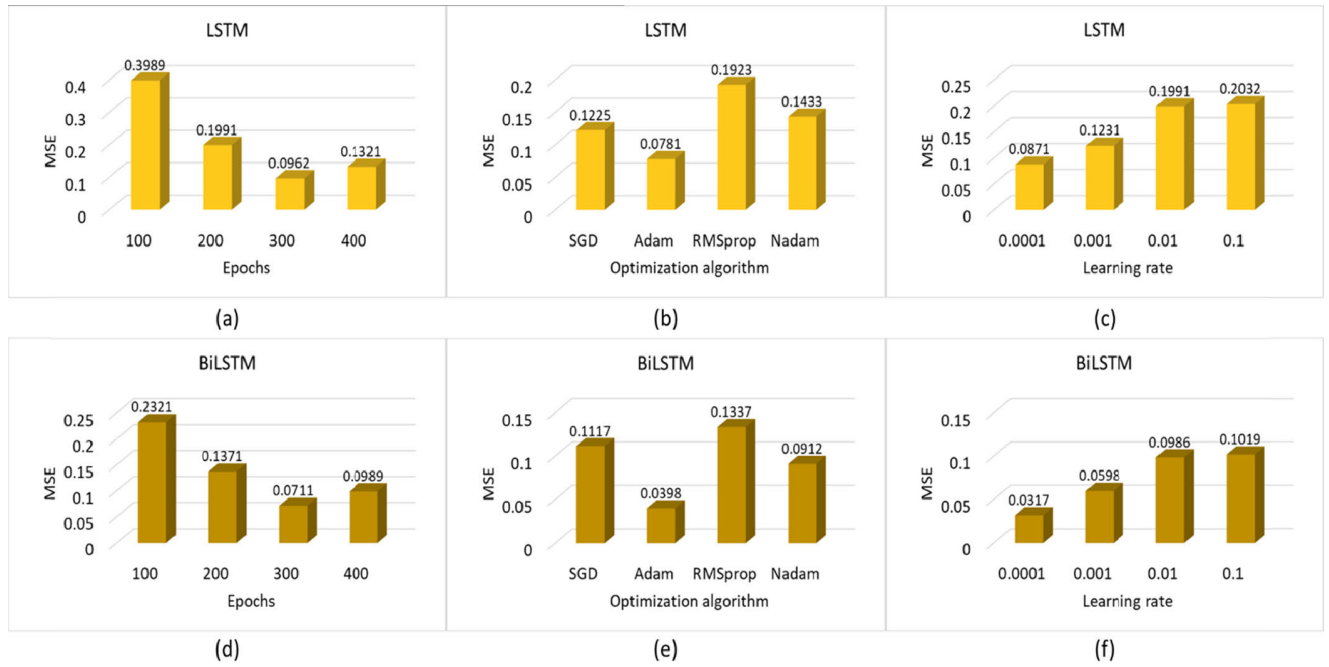 LSTM
0.3989
0.4
0.3
0.1991
0.2
0.1321
0.0962
0.1
0
MSE
100 200 300 400
Epochs
(a)
LSTM
0.1923
0.2
0.1433
0.15
0.1225
0.1
0.0781
0.05
0
MSE
SGD Adam RMSprop Nadam
Optimization algorithm
(b)
LSTM
0.25
0.1991 0.2032
0.2
0.15
0.1231
0.1
0.0871
0.05
0
MSE
0.0001 0.001 0.01 0.1
Learning rate
(c)
BiLSTM
0.2321
0.25
0.2
0.1371
0.15
0.0989
0.1
0.0711
0.05
0
MSE
100 200 300 400
Epochs
(d)
BiLSTM
0.15
0.1337
0.1117
0.0912
0.1
0.0398
0.05
0
MSE
SGD Adam RMSprop Nadam
Optimization algorithm
(e)
BiLSTM
0.15
0.0986 0.1019
0.1
0.0598
0.0317
0.05
0
MSE
0.0001 0.001 0.01 0.1
Learning rate
(f)